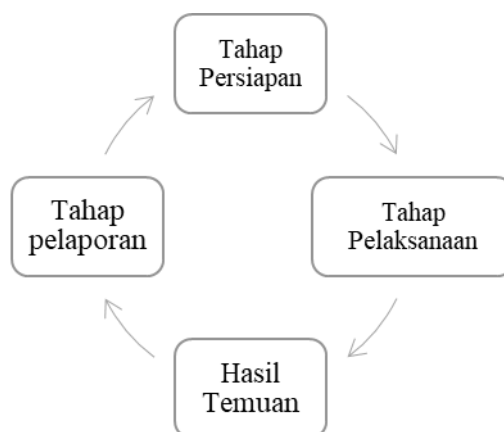 Tahap
Persiapan
Tahap
Pelaksanaan
Hasil
Temuan
Tahap
pelaporan